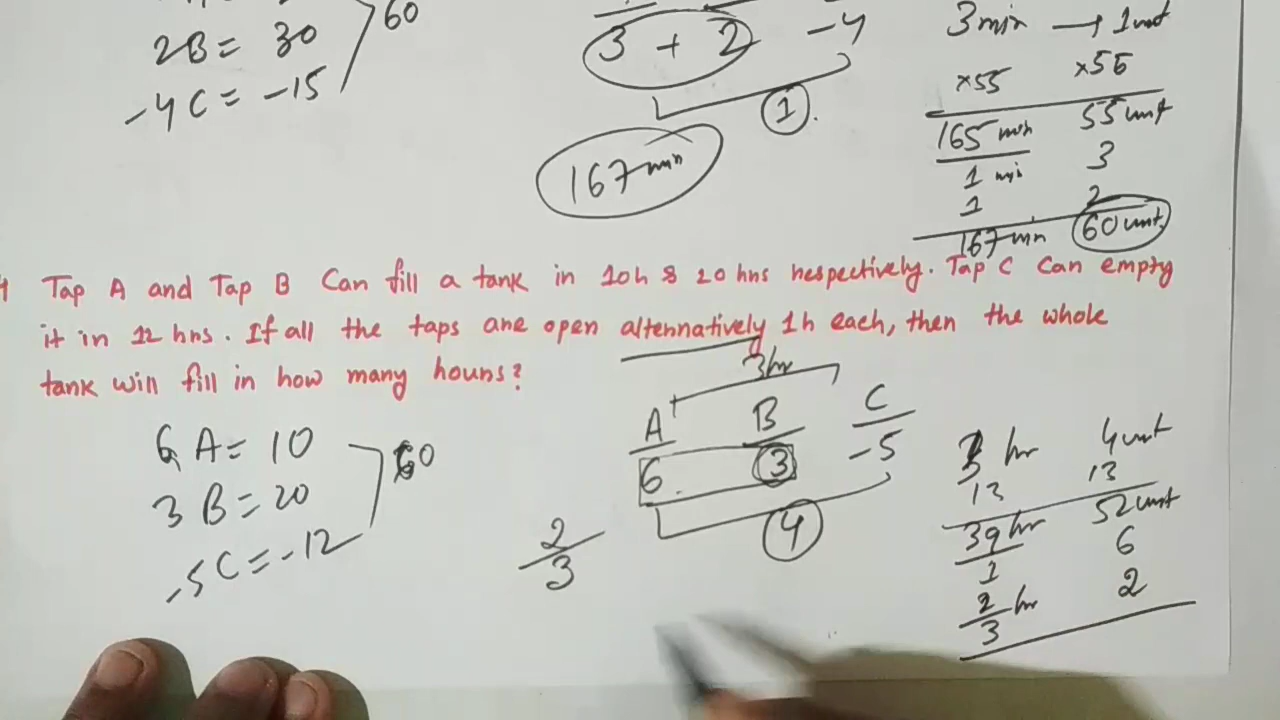 2B = 30
-4C = -15
60
3 + 2 -4
1
167 min
3 min → 1 unit
×55 ×55
165 min 55 unit
1 min 3
1 2
167 min 60 unit
Tap A and Tap B Can fill a tank in 10h & 20 hrs respectively. Tap C Can empty
it in 12 hrs. If all the taps are open alternatively 1h each, then the whole
tank will fill in how many hours?
6 A = 10
3 B = 20
-5 C = -12
60
3hr
A B C
6 3 -5
4
2/3
3 hr 4 unit
13 13
39 hr 52 unit
1 6
2/3 hr 2